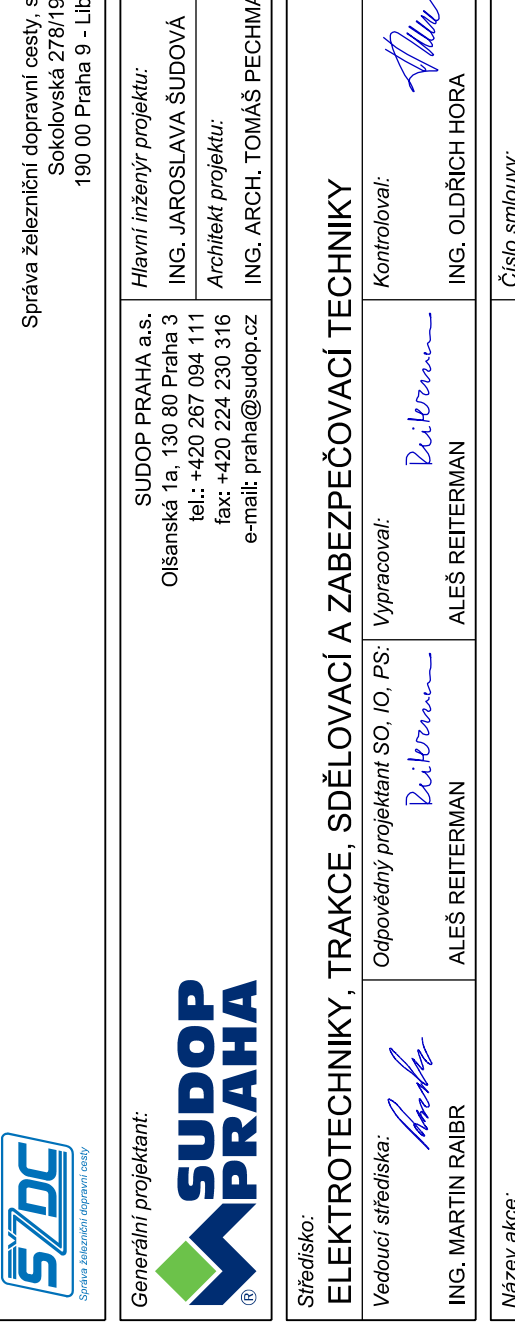 SŽDC
Správa železniční dopravní cesty
Správa železniční dopravní cesty, s
Sokolovská 278/19
190 00 Praha 9 - Lib
Generální projektant:
SUDOP
PRAHA
®
SUDOP PRAHA a.s.
Olšanská 1a, 130 80 Praha 3
tel.: +420 267 094 111
fax: +420 224 230 316
e-mail: praha@sudop.cz
Hlavní inženýr projektu:
ING. JAROSLAVA ŠUDOVÁ
Architekt projektu:
ING. ARCH. TOMÁŠ PECHMA
Středisko:
ELEKTROTECHNIKY, TRAKCE, SDĚLOVACÍ A ZABEZPEČOVACÍ TECHNIKY
Vedoucí střediska:
ING. MARTIN RAIBR
Odpovědný projektant SO, IO, PS:
Reiterman
ALEŠ REITERMAN
Vypracoval:
Reiterman
ALEŠ REITERMAN
Kontroloval:
ING. OLDŘICH HORA
Název akce:
Číslo smlouvy: